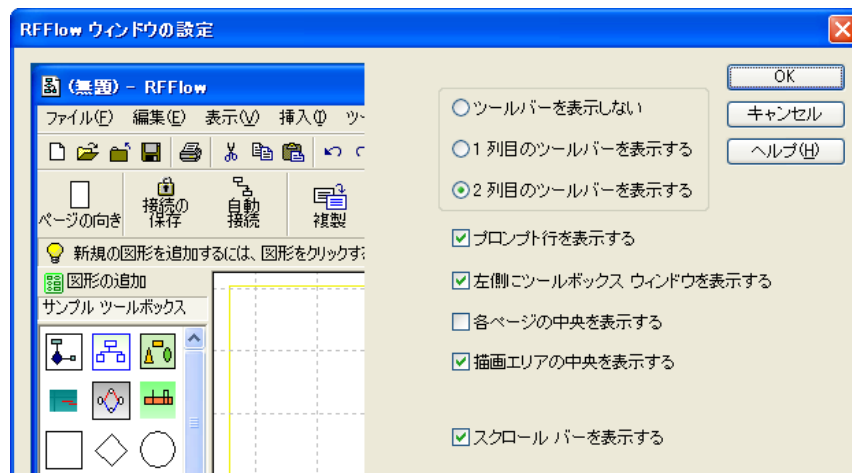 RFFlow ウィンドウの設定
(無題) - RFFlow
ファイル(F) 編集(E) 表示(V) 挿入(I)
ページの向き
接続の
保存
自動
接続
複製
新規の図形を追加するには、図形をクリックする
図形の追加
サンプル ツールボックス
ツールバーを表示しない
1 列目のツールバーを表示する
2 列目のツールバーを表示する
プロンプト行を表示する
左側にツールボックス ウィンドウを表示する
各ページの中央を表示する
描画エリアの中央を表示する
スクロール バーを表示する
OK
キャンセル
ヘルプ(H)